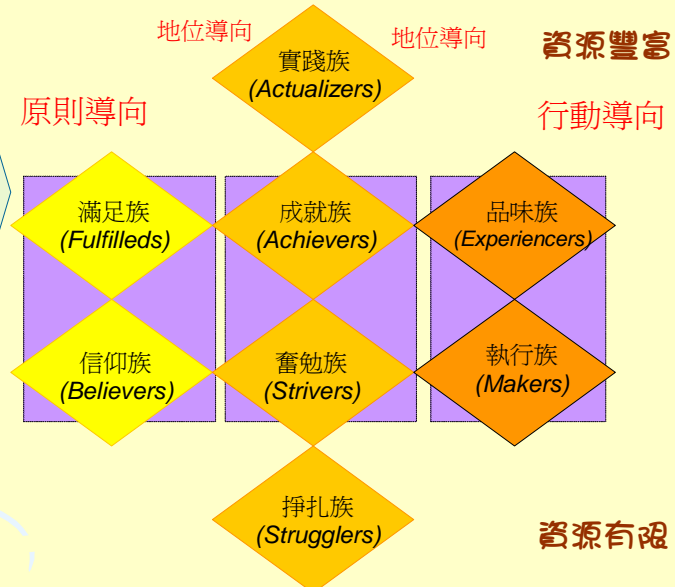 地位導向
地位導向
資源豐富
實踐族
(Actualizers)
原則導向
行動導向
滿足族
(Fulfilleds)
成就族
(Achievers)
品味族
(Experiencers)
信仰族
(Believers)
奮勉族
(Strivers)
執行族
(Makers)
掙扎族
(Strugglers)
資源有限